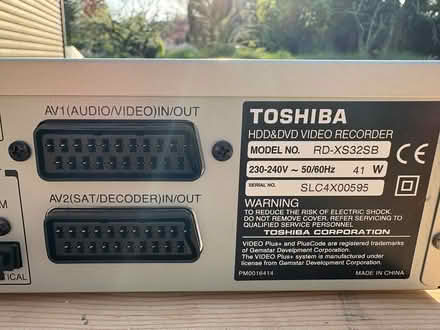 AV1(AUDIO/VIDEO)IN/OUT
AV2(SAT/DECODER)IN/OUT
M
TICAL
TOSHIBA
HDD&DVD VIDEO RECORDER
MODEL NO. RD-XS32SB
230-240V ~ 50/60Hz 41 W
SERIAL NO. SLC4X00595
CE
WARNING
TO REDUCE THE RISK OF ELECTRIC SHOCK,
DO NOT REMOVE COVER. REFER SERVICING TO
QUALIFIED SERVICE PERSONNEL.
TOSHIBA CORPORATION
VIDEO Plus+ and PlusCode are registered trademarks
of Gemstar Development Corporation.
The VIDEO Plus+ system is manufactured under
license from Gemstar Development Corporation.
PM0016414 MADE IN CHINA